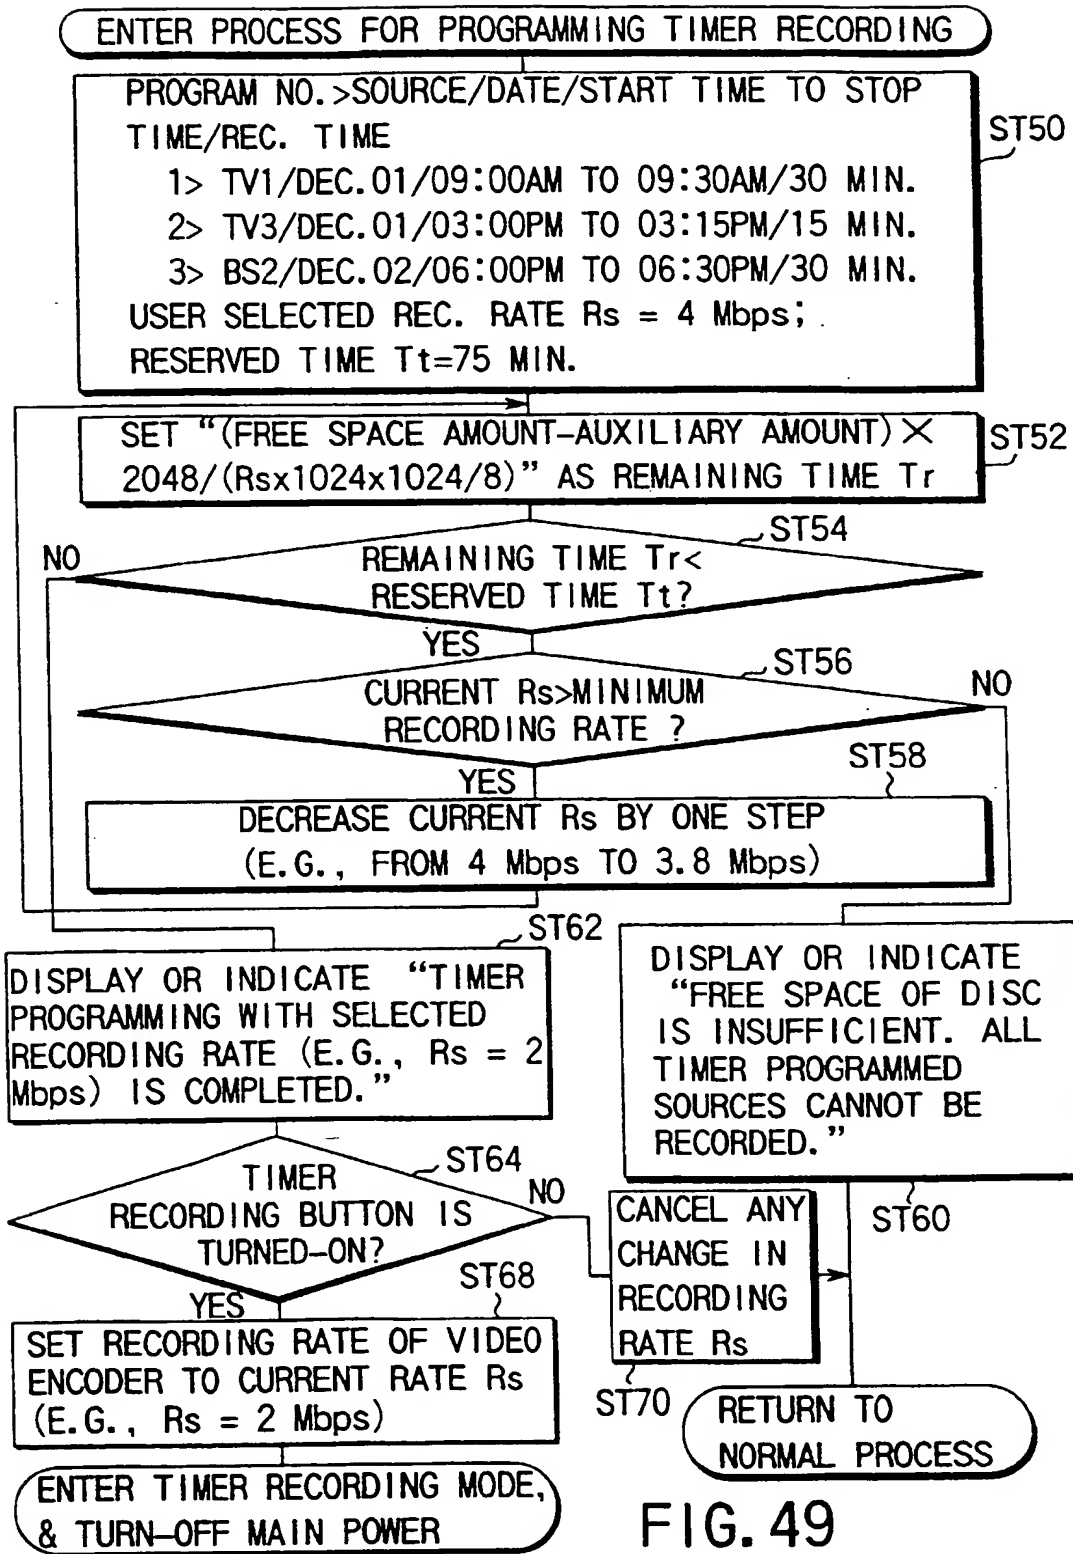 ENTER PROCESS FOR PROGRAMMING TIMER RECORDING
PROGRAM NO.>SOURCE/DATE/START TIME TO STOP
TIME/REC. TIME
1> TV1/DEC.01/09:00AM TO 09:30AM/30 MIN.
2> TV3/DEC.01/03:00PM TO 03:15PM/15 MIN.
3> BS2/DEC.02/06:00PM TO 06:30PM/30 MIN.
USER SELECTED REC. RATE Rs = 4 Mbps;
RESERVED TIME Tt=75 MIN.
ST50
SET “(FREE SPACE AMOUNT–AUXILIARY AMOUNT)×
2048/(Rsx1024x1024/8)” AS REMAINING TIME Tr
ST52
ST54
NO
REMAINING TIME Tr<
RESERVED TIME Tt?
YES
ST56
CURRENT Rs>MINIMUM
RECORDING RATE ?
NO
YES
ST58
DECREASE CURRENT Rs BY ONE STEP
(E.G., FROM 4 Mbps TO 3.8 Mbps)
ST62
DISPLAY OR INDICATE “TIMER
PROGRAMMING WITH SELECTED
RECORDING RATE (E.G., Rs = 2
Mbps) IS COMPLETED.”
DISPLAY OR INDICATE
“FREE SPACE OF DISC
IS INSUFFICIENT. ALL
TIMER PROGRAMMED
SOURCES CANNOT BE
RECORDED.”
ST60
ST64
TIMER
RECORDING BUTTON IS
TURNED-ON?
NO
YES
CANCEL ANY
CHANGE IN
RECORDING
RATE Rs
ST70
ST68
SET RECORDING RATE OF VIDEO
ENCODER TO CURRENT RATE Rs
(E.G., Rs = 2 Mbps)
RETURN TO
NORMAL PROCESS
ENTER TIMER RECORDING MODE,
& TURN–OFF MAIN POWER
FIG. 49